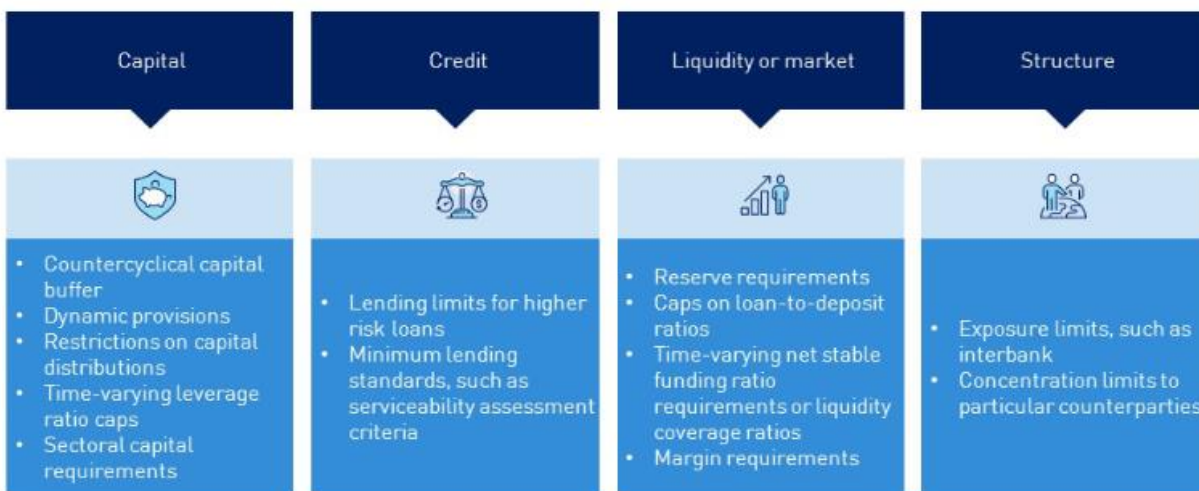 Capital
• Countercyclical capital
buffer
• Dynamic provisions
• Restrictions on capital
distributions
• Time-varying leverage
ratio caps
• Sectoral capital
requirements
Credit
• Lending limits for higher
risk loans
• Minimum lending
standards, such as
serviceability assessment
criteria
Liquidity or market
• Reserve requirements
• Caps on loan-to-deposit
ratios
• Time-varying net stable
funding ratio
requirements or liquidity
coverage ratios
• Margin requirements
Structure
• Exposure limits, such as
interbank
• Concentration limits to
particular counterparties